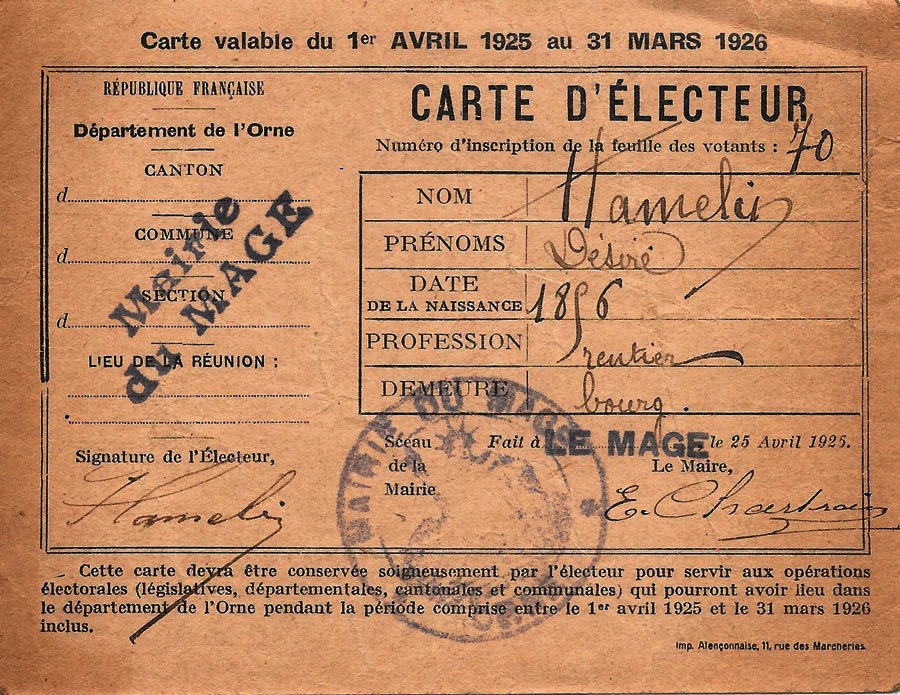 Carte valable du 1er AVRIL 1925 au 31 MARS 1926
RÉPUBLIQUE FRANÇAISE
Département de l'Orne
CANTON
d
COMMUNE
d
SECTION
d
LIEU DE LA RÉUNION :
Mairie
du MAGE
Signature de l'Électeur,
Hamelin
CARTE D'ÉLECTEUR
Numéro d'inscription de la feuille des votants : 70
NOM Hamelin
PRÉNOMS Désiré
DATE DE LA NAISSANCE 1856
PROFESSION rentier
DEMEURE bourg.
Sceau
de la
Mairie
MAIRIE DU MAGE
ORNE
Fait à LE MAGE le 25 Avril 1925.
Le Maire,
E. Chartrain
Cette carte devra être conservée soigneusement par l'électeur pour servir aux opérations
électorales (législatives, départementales, cantonales et communales) qui pourront avoir lieu dans
le département de l'Orne pendant la période comprise entre le 1er avril 1925 et le 31 mars 1926
inclus.
Imp. Alençonnaise, 11, rue des Marcheries